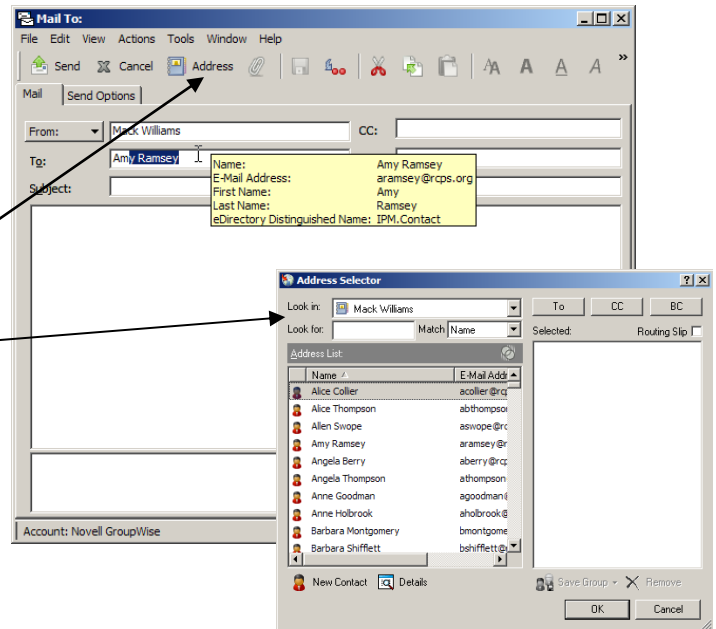 Mail To:
File Edit View Actions Tools Window Help
Send Cancel Address »
Mail Send Options
From: Mack Williams CC:
To: Amy Ramsey
Subject:
Name: Amy Ramsey
E-Mail Address: aramsey@rcps.org
First Name: Amy
Last Name: Ramsey
eDirectory Distinguished Name: IPM.Contact
Account: Novell GroupWise
Address Selector
Look in: Mack Williams To CC BC
Look for: Match Name Selected: Routing Slip
Address List:
Name E-Mail Addr
Alice Collier acollier@rcp
Alice Thompson abthompson
Allen Swope aswope@rc
Amy Ramsey aramsey@r
Angela Berry aberry@rcp
Angela Thompson athompson
Anne Goodman agoodman@
Anne Holbrook aholbrook@
Barbara Montgomery bmontgome
Barbara Shifflett bshifflett@
New Contact Details Save Group Remove
OK Cancel